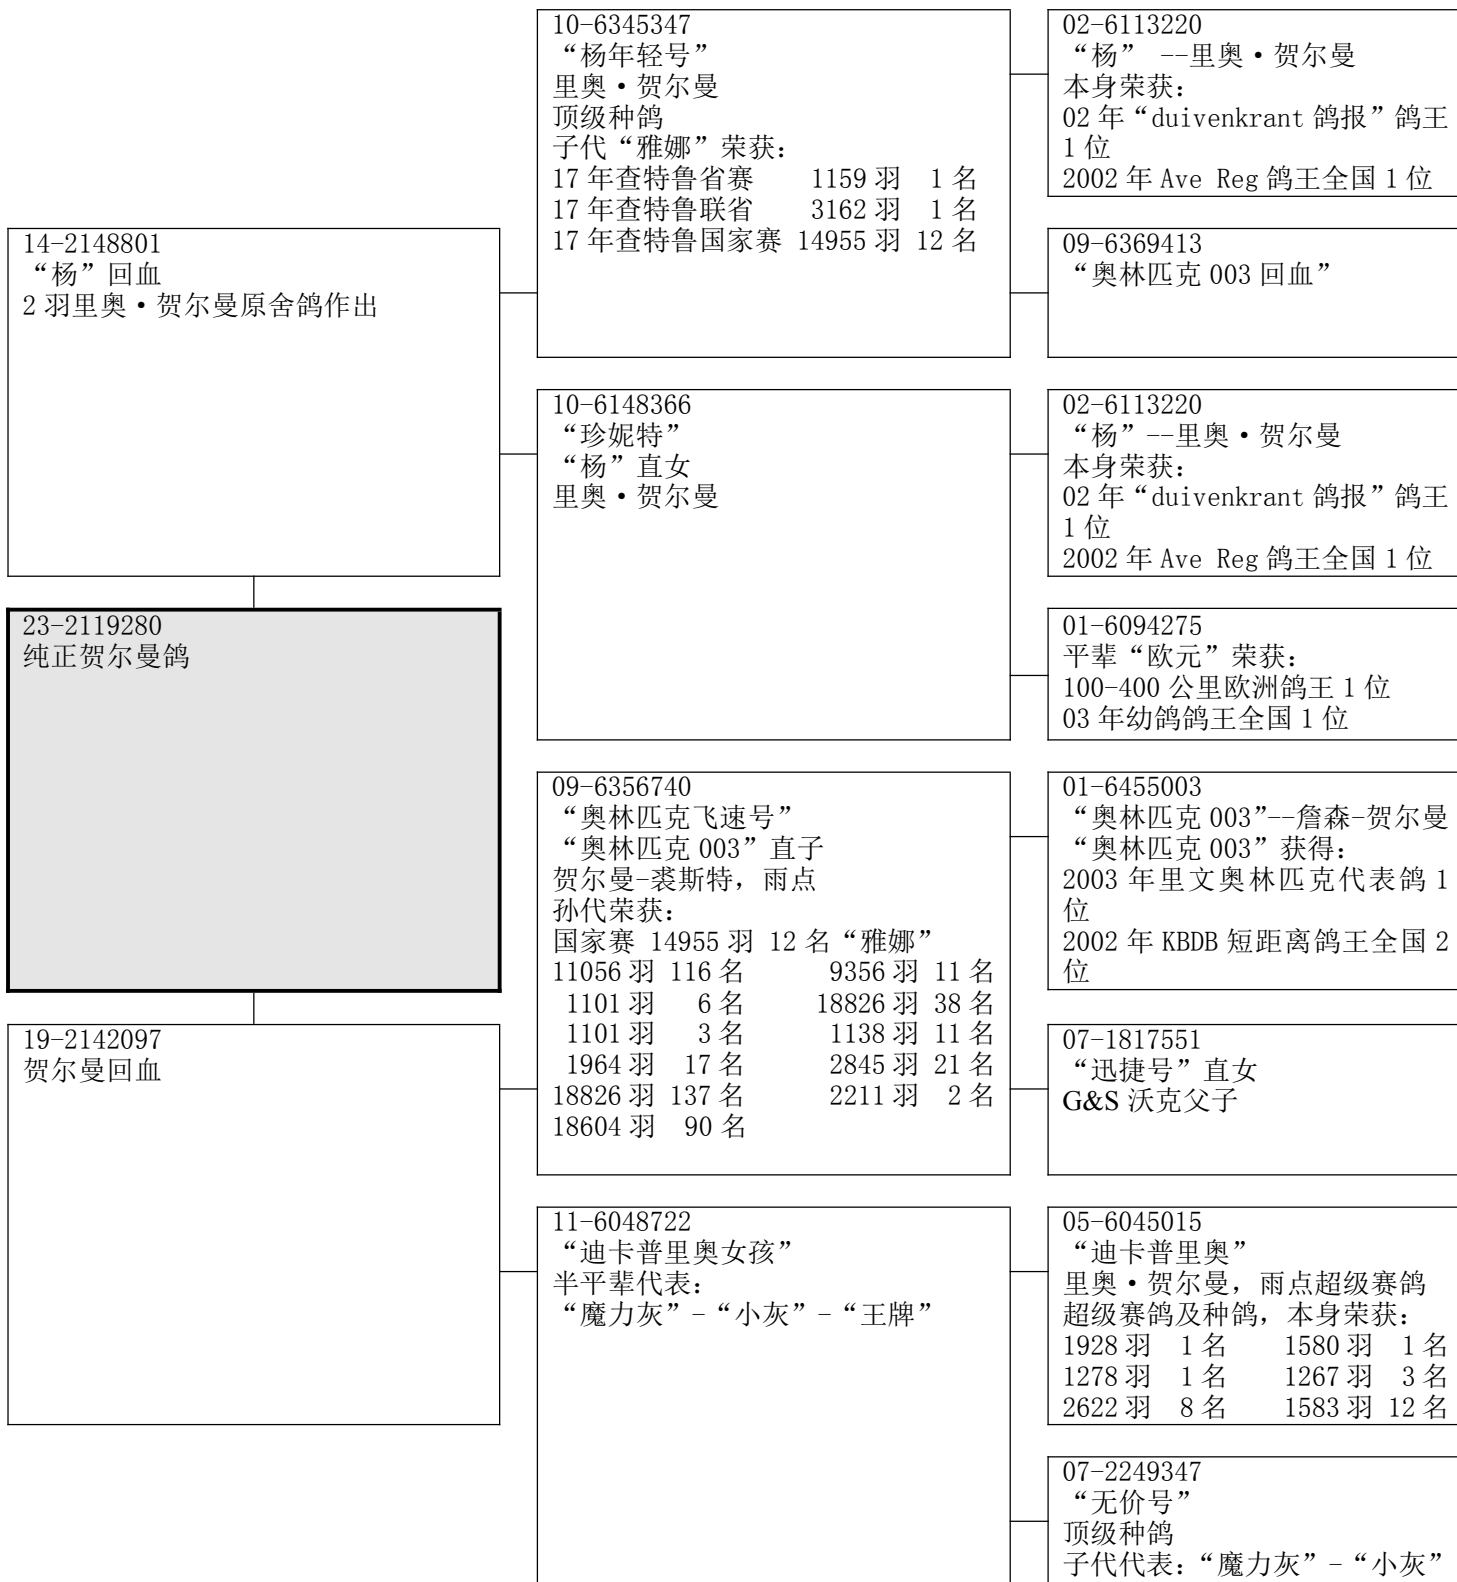 10-6345347
“杨年轻号”
里奥•贺尔曼
顶级种鸽
子代“雅娜”荣获：
17年查特鲁省赛 1159羽 1名
17年查特鲁联省 3162羽 1名
17年查特鲁国家赛 14955羽 12名
02-6113220
“杨” --里奥•贺尔曼
本身荣获：
02年“duivenkrant鸽报”鸽王
1位
2002年Ave Reg鸽王全国1位
14-2148801
“杨”回血
2羽里奥•贺尔曼原舍鸽作出
09-6369413
“奥林匹克003回血”
10-6148366
“珍妮特”
“杨”直女
里奥•贺尔曼
02-6113220
“杨”--里奥•贺尔曼
本身荣获：
02年“duivenkrant鸽报”鸽王
1位
2002年Ave Reg鸽王全国1位
23-2119280
纯正贺尔曼鸽
01-6094275
平辈“欧元”荣获：
100-400公里欧洲鸽王1位
03年幼鸽鸽王全国1位
09-6356740
“奥林匹克飞速号”
“奥林匹克003”直子
贺尔曼-裘斯特，雨点
孙代荣获：
国家赛 14955羽 12名“雅娜”
11056羽 116名 9356羽 11名
1101羽 6名 18826羽 38名
1101羽 3名 1138羽 11名
1964羽 17名 2845羽 21名
18826羽 137名 2211羽 2名
18604羽 90名
01-6455003
“奥林匹克003”--詹森-贺尔曼
“奥林匹克003”获得：
2003年里文奥林匹克代表鸽1
位
2002年KBDB短距离鸽王全国2
位
19-2142097
贺尔曼回血
07-1817551
“迅捷号”直女
G&S沃克父子
11-6048722
“迪卡普里奥女孩”
半平辈代表：
“魔力灰”-“小灰”-“王牌”
05-6045015
“迪卡普里奥”
里奥•贺尔曼，雨点超级赛鸽
超级赛鸽及种鸽，本身荣获：
1928羽 1名 1580羽 1名
1278羽 1名 1267羽 3名
2622羽 8名 1583羽 12名
07-2249347
“无价号”
顶级种鸽
子代代表：“魔力灰”-“小灰”